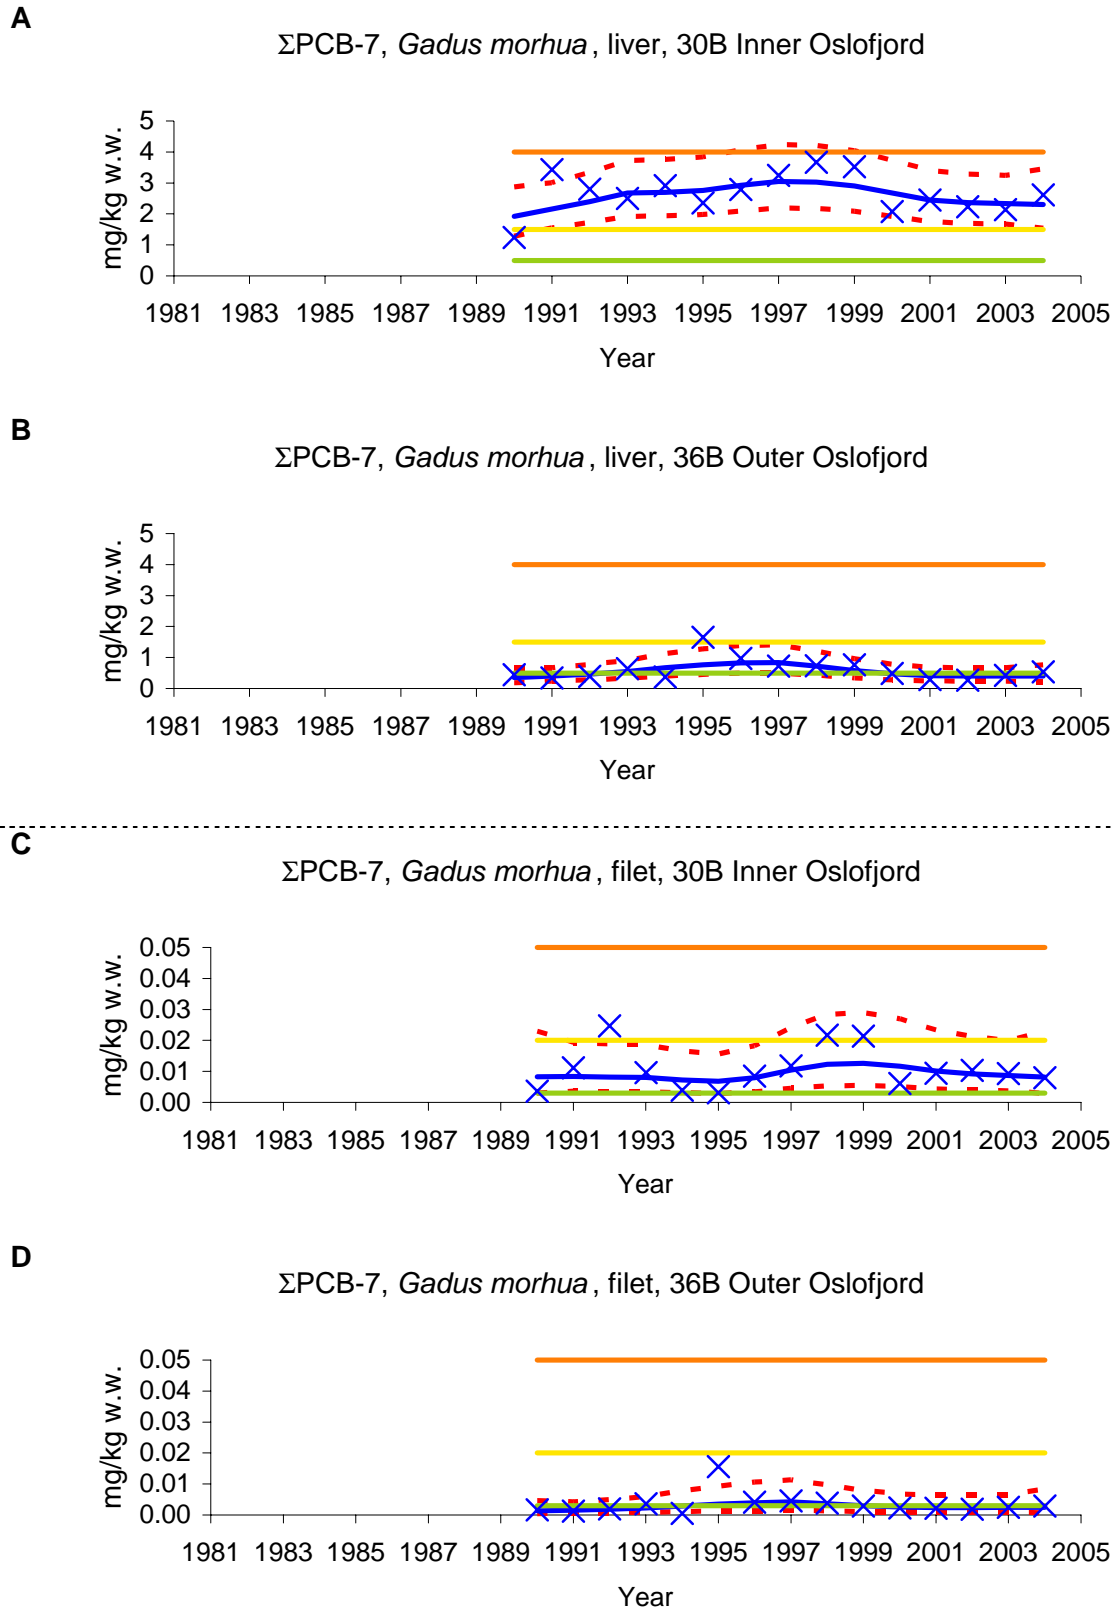 A
ΣPCB-7, Gadus morhua, liver, 30B Inner Oslofjord
mg/kg w.w.
5
4
3
2
1
0
1981 1983 1985 1987 1989 1991 1993 1995 1997 1999 2001 2003 2005
Year
B
ΣPCB-7, Gadus morhua, liver, 36B Outer Oslofjord
mg/kg w.w.
5
4
3
2
1
0
1981 1983 1985 1987 1989 1991 1993 1995 1997 1999 2001 2003 2005
Year
C
ΣPCB-7, Gadus morhua, filet, 30B Inner Oslofjord
mg/kg w.w.
0.05
0.04
0.03
0.02
0.01
0.00
1981 1983 1985 1987 1989 1991 1993 1995 1997 1999 2001 2003 2005
Year
D
ΣPCB-7, Gadus morhua, filet, 36B Outer Oslofjord
mg/kg w.w.
0.05
0.04
0.03
0.02
0.01
0.00
1981 1983 1985 1987 1989 1991 1993 1995 1997 1999 2001 2003 2005
Year